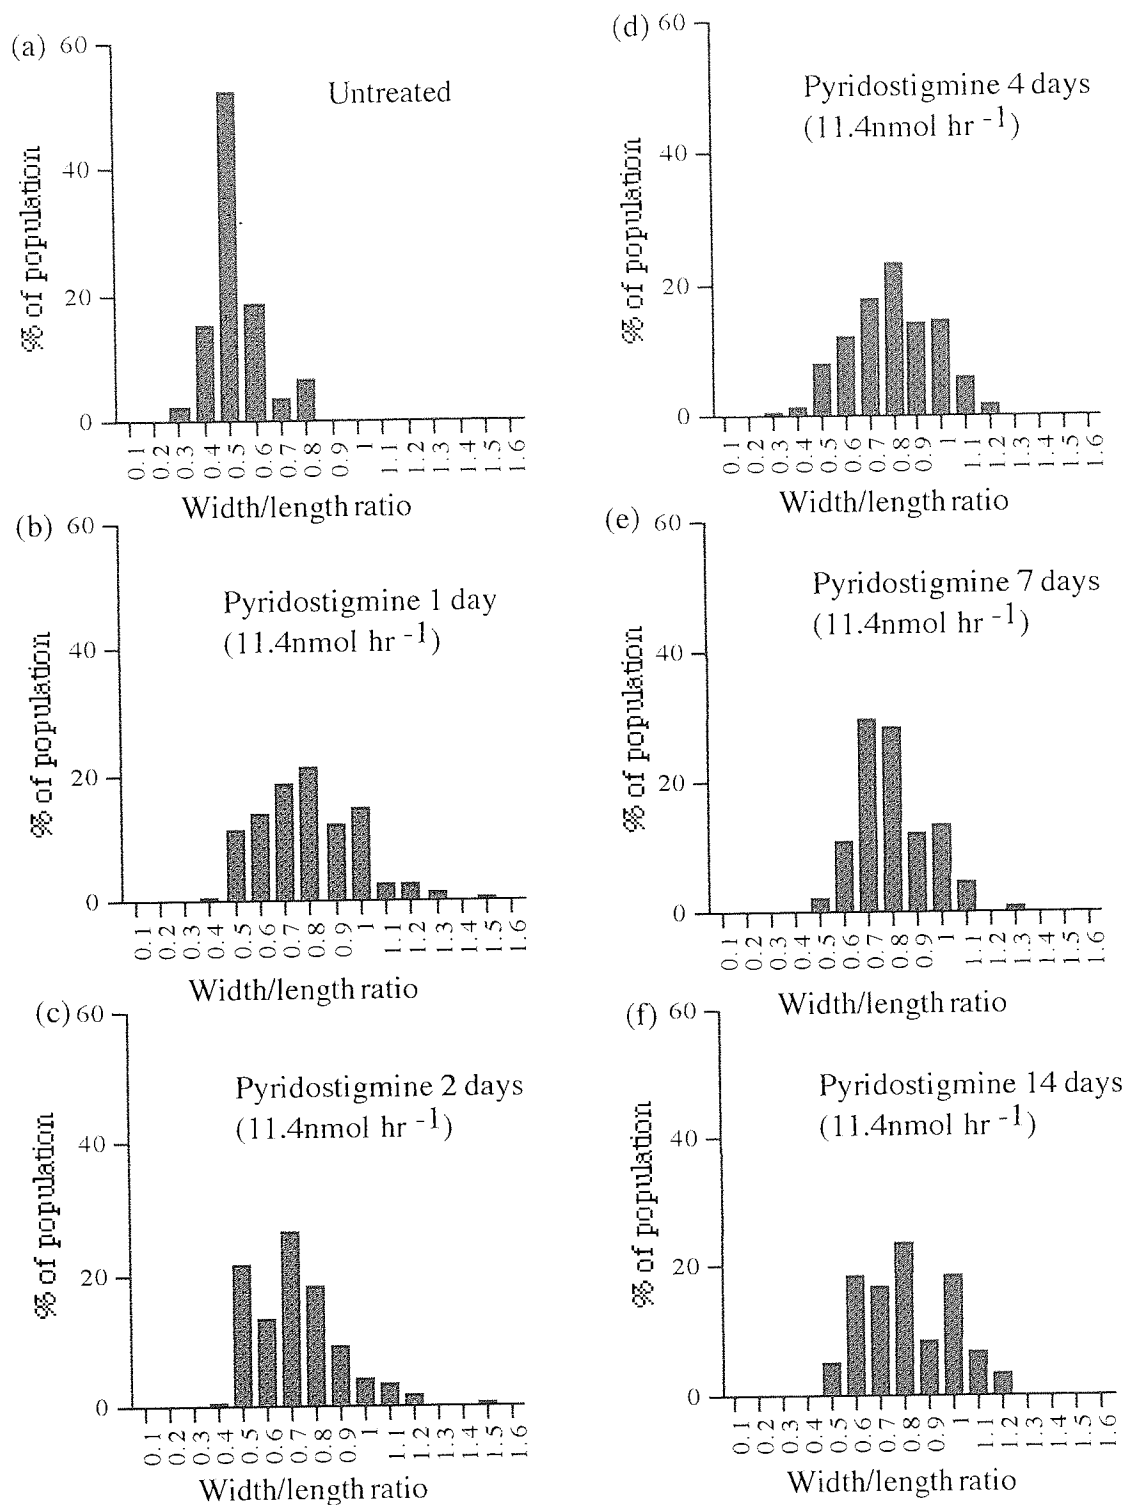 (a)
60
40
20
0
% of population
Untreated
0.1 0.2 0.3 0.4 0.5 0.6 0.7 0.8 0.9 1 1.1 1.2 1.3 1.4 1.5 1.6
Width/length ratio
(b)
60
40
20
0
% of population
Pyridostigmine 1 day
(11.4nmol hr -1)
0.1 0.2 0.3 0.4 0.5 0.6 0.7 0.8 0.9 1 1.1 1.2 1.3 1.4 1.5 1.6
Width/length ratio
(c)
60
40
20
0
% of population
Pyridostigmine 2 days
(11.4nmol hr -1)
0.1 0.2 0.3 0.4 0.5 0.6 0.7 0.8 0.9 1 1.1 1.2 1.3 1.4 1.5 1.6
Width/length ratio
(d)
60
40
20
0
% of population
Pyridostigmine 4 days
(11.4nmol hr -1)
0.1 0.2 0.3 0.4 0.5 0.6 0.7 0.8 0.9 1 1.1 1.2 1.3 1.4 1.5 1.6
Width/length ratio
(e)
60
40
20
0
% of population
Pyridostigmine 7 days
(11.4nmol hr -1)
0.1 0.2 0.3 0.4 0.5 0.6 0.7 0.8 0.9 1 1.1 1.2 1.3 1.4 1.5 1.6
Width/length ratio
(f)
60
40
20
0
% of population
Pyridostigmine 14 days
(11.4nmol hr -1)
0.1 0.2 0.3 0.4 0.5 0.6 0.7 0.8 0.9 1 1.1 1.2 1.3 1.4 1.5 1.6
Width/length ratio